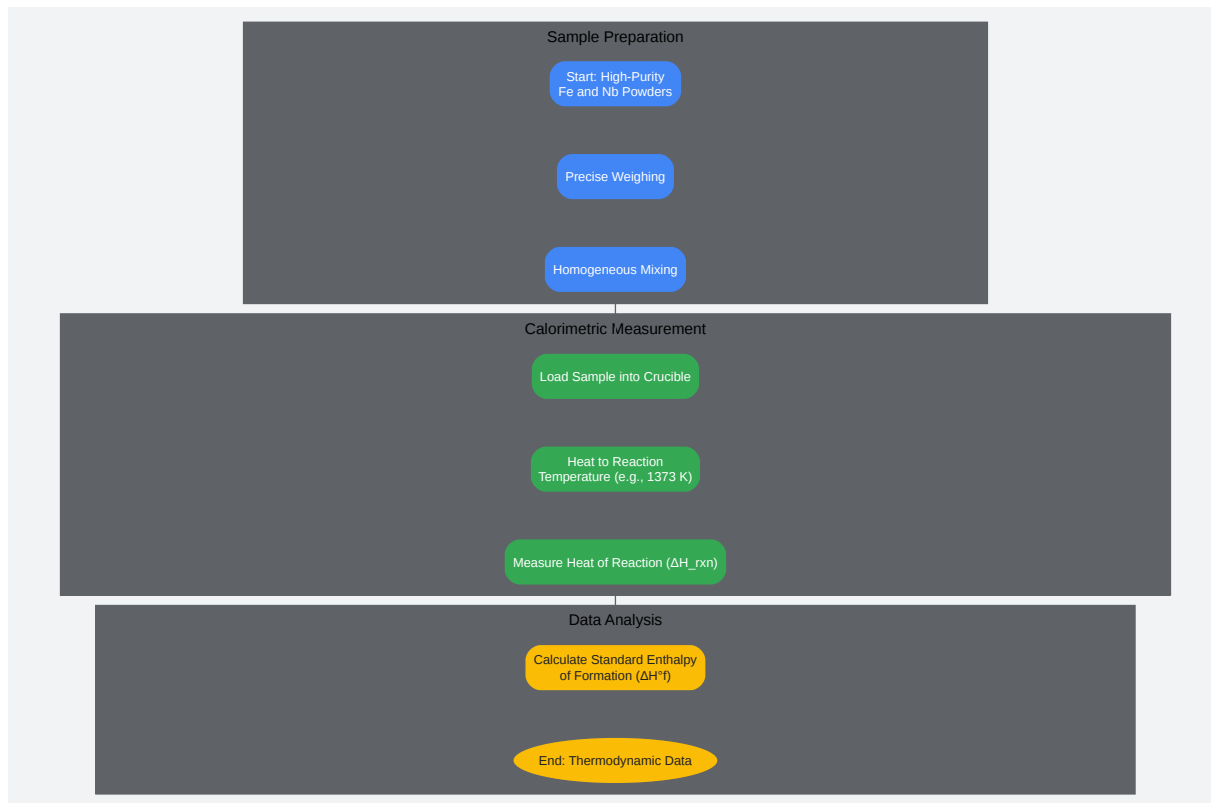 Sample Preparation
Start: High-Purity
Fe and Nb Powders
Precise Weighing
Homogeneous Mixing
Calorimetric Measurement
Load Sample into Crucible
Heat to Reaction
Temperature (e.g., 1373 K)
Measure Heat of Reaction (ΔH_rxn)
Data Analysis
Calculate Standard Enthalpy
of Formation (ΔH°f)
End: Thermodynamic Data